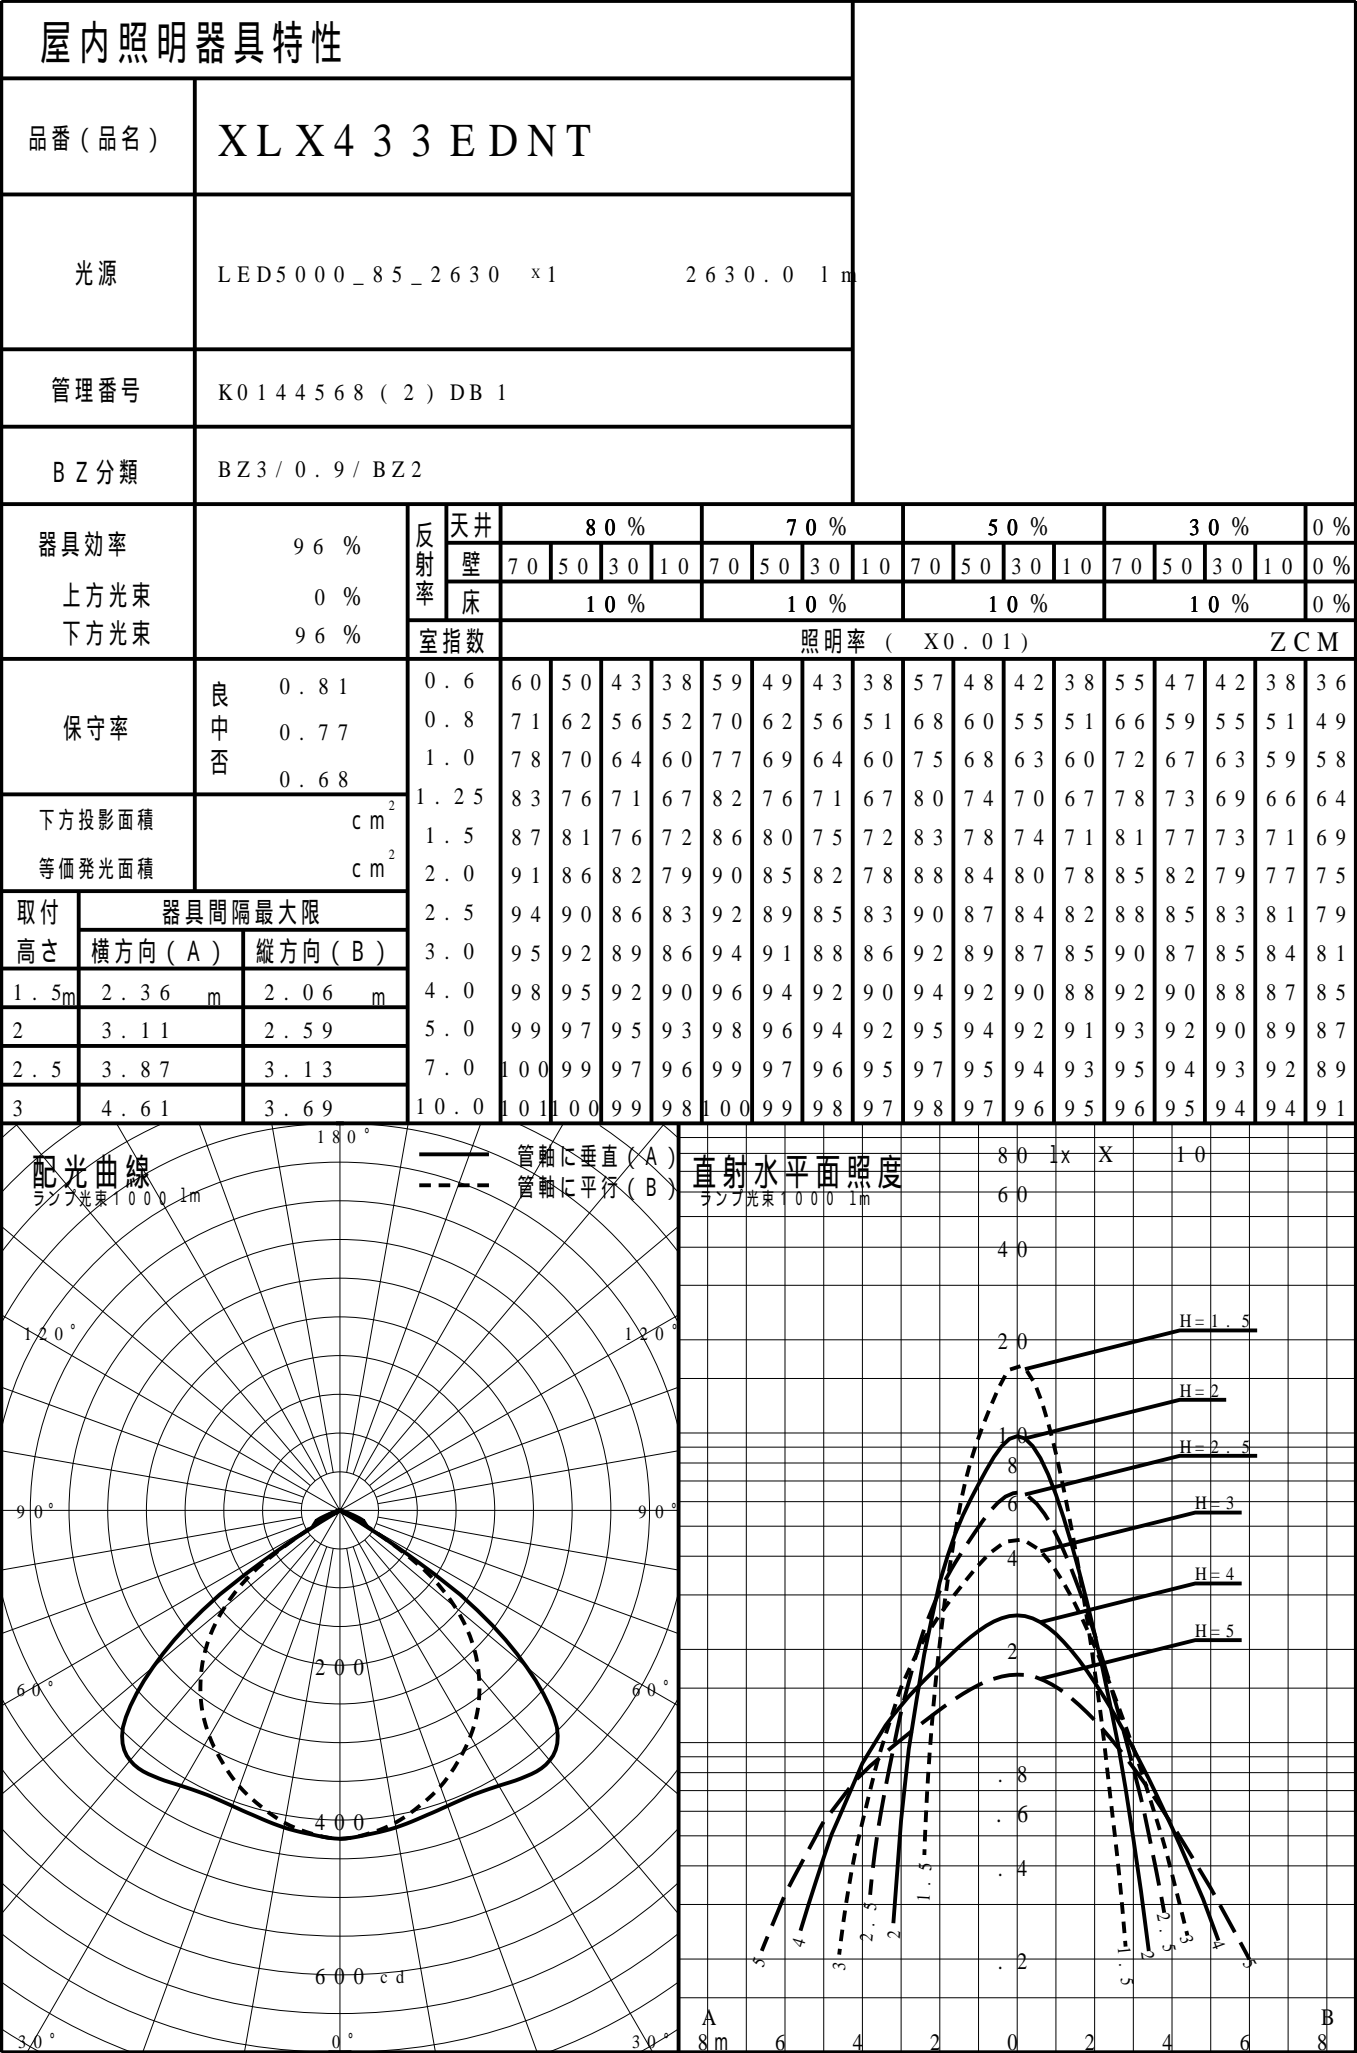 屋内照明器具特性
品番(品名) XLX433EDNT
光源 LED5000_85_2630 x1 2630.0 lm
管理番号 K0144568(2)DB1
BZ分類 BZ3/0.9/BZ2
器具効率 96%
上方光束 0%
下方光束 96%
保守率 良 0.81
中 0.77
否 0.68
下方投影面積 cm2
等価発光面積 cm2
取付高さ 器具間隔最大限
横方向(A) 縦方向(B)
1.5m 2.36 m 2.06 m
2 3.11 2.59
2.5 3.87 3.13
3 4.61 3.69
反射率 天井 80% 70% 50% 30% 0%
壁 70 50 30 10 70 50 30 10 70 50 30 10 70 50 30 10 0%
床 10% 10% 10% 10% 0%
室指数 照明率( X0.01) ZCM
0.6 60 50 43 38 59 49 43 38 57 48 42 38 55 47 42 38 36
0.8 71 62 56 52 70 62 56 51 68 60 55 51 66 59 55 51 49
1.0 78 70 64 60 77 69 64 60 75 68 63 60 72 67 63 59 58
1.25 83 76 71 67 82 76 71 67 80 74 70 67 78 73 69 66 64
1.5 87 81 76 72 86 80 75 72 83 78 74 71 81 77 73 71 69
2.0 91 86 82 79 90 85 82 78 88 84 80 78 85 82 79 77 75
2.5 94 90 86 83 92 89 85 83 90 87 84 82 88 85 83 81 79
3.0 95 92 89 86 94 91 88 86 92 89 87 85 90 87 85 84 81
4.0 98 95 92 90 96 94 92 90 94 92 90 88 92 90 88 87 85
5.0 99 97 95 93 98 96 94 92 95 94 92 91 93 92 90 89 87
7.0 100 99 97 96 99 97 96 95 97 95 94 93 95 94 93 92 89
10.0 101 100 99 98 100 99 98 97 98 97 96 95 96 95 94 94 91
配光曲線
ランプ光束1000 lm
管軸に垂直(A)
管軸に平行(B)
180°
120° 120°
90° 90°
200
60° 60°
400
600 cd
30° 0° 30°
直射水平面照度
ランプ光束1000 lm
80 lx X 10
60
40
H=1.5
20
H=2
10
H=2.5
8
H=3
6
4
H=4
H=5
2
.8
.6
.4
.2
5 4 3 2.5 2 1.5
1.5 2 2.5 3 4 5
A B
8m 6 4 2 0 2 4 6 8